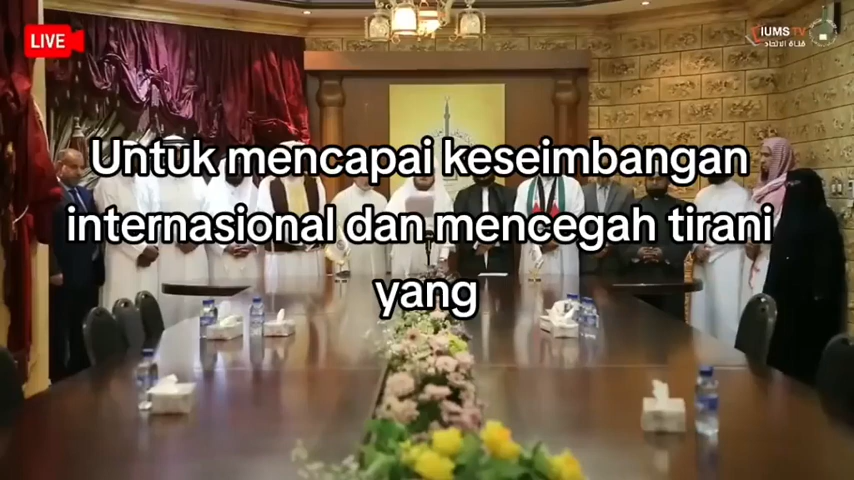 LIVE
IUMS TV
قناة الاتحاد
Untuk mencapai keseimbangan
internasional dan mencegah tirani
yang